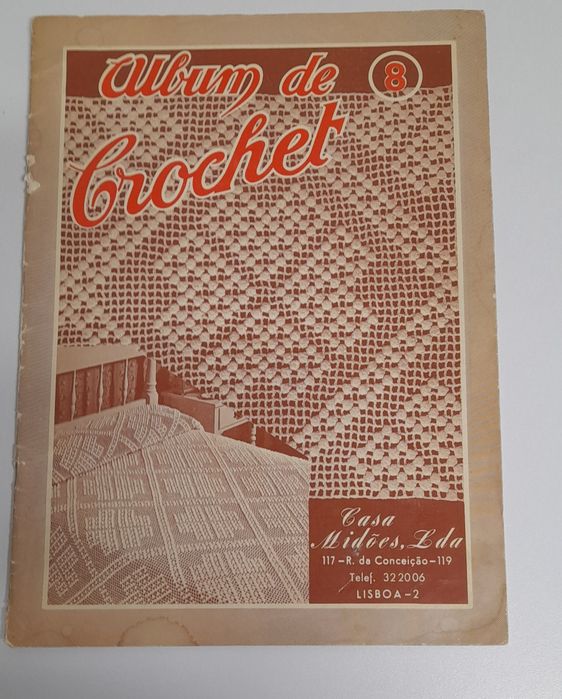 Album de
8
Crochet
Casa
Midões, Lda
117-R. da Conceição-119
Telef. 322006
LISBOA-2